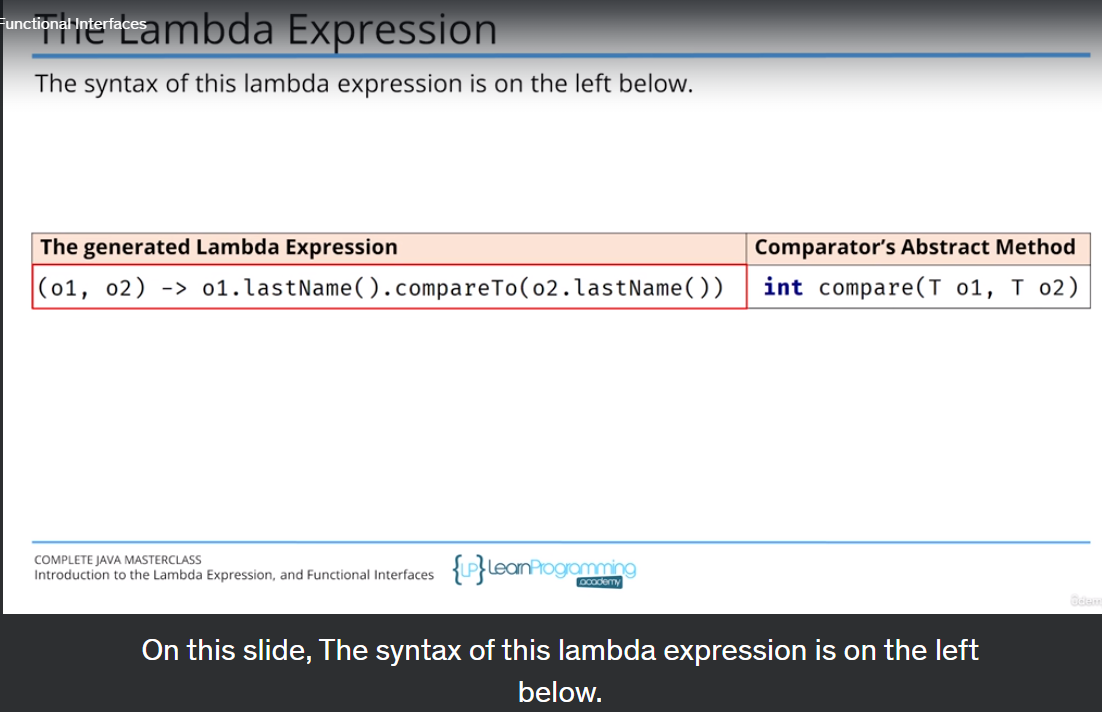 Functional Interfaces
The Lambda Expression
The syntax of this lambda expression is on the left below.
The generated Lambda Expression
Comparator's Abstract Method
(o1, o2) -> o1.lastName().compareTo(o2.lastName())
int compare(T o1, T o2)
COMPLETE JAVA MASTERCLASS
Introduction to the Lambda Expression, and Functional Interfaces
{LP} LearnProgramming
academy
On this slide, The syntax of this lambda expression is on the left
below.